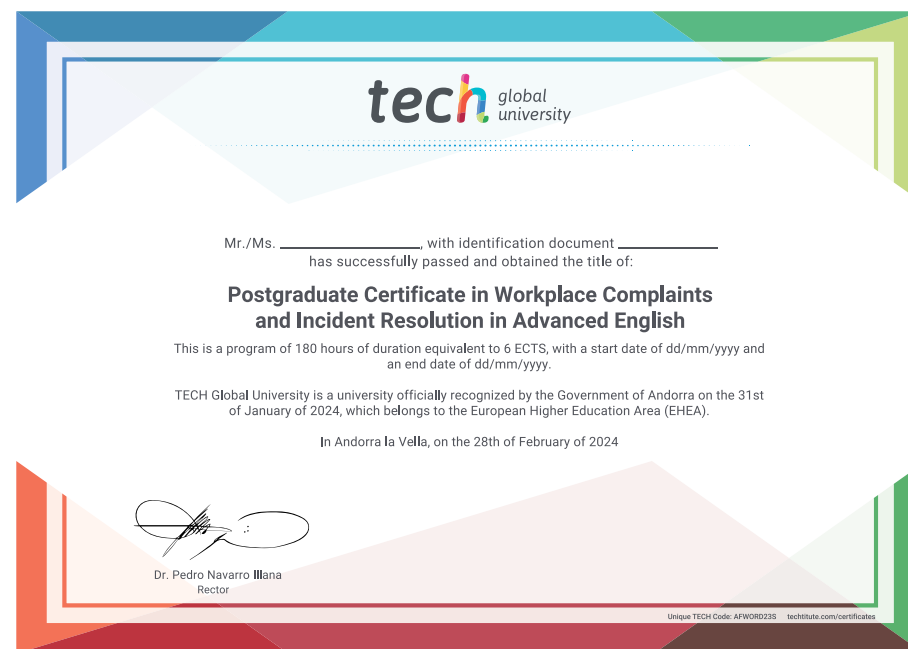 tech global university
Mr./Ms. ____________, with identification document ____________
has successfully passed and obtained the title of:
Postgraduate Certificate in Workplace Complaints
and Incident Resolution in Advanced English
This is a program of 180 hours of duration equivalent to 6 ECTS, with a start date of dd/mm/yyyy and
an end date of dd/mm/yyyy.
TECH Global University is a university officially recognized by the Government of Andorra on the 31st
of January of 2024, which belongs to the European Higher Education Area (EHEA).
In Andorra la Vella, on the 28th of February of 2024
Dr. Pedro Navarro Illana
Rector
Unique TECH Code: AFWORD23S techtitute.com/certificates